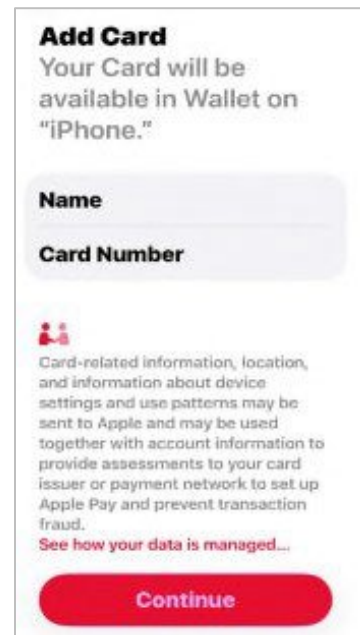 Add Card
Your Card will be
available in Wallet on
“iPhone.”
Name
Card Number
Card-related information, location,
and information about device
settings and use patterns may be
sent to Apple and may be used
together with account information to
provide assessments to your card
issuer or payment network to set up
Apple Pay and prevent transaction
fraud.
See how your data is managed...
Continue